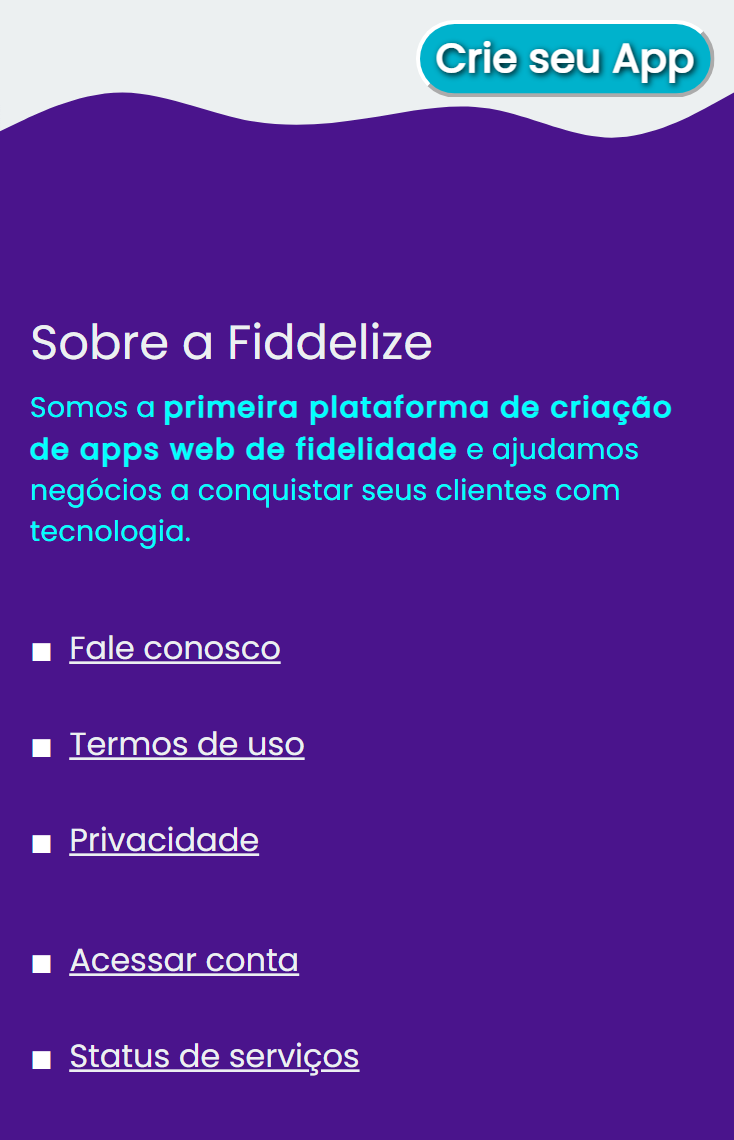 Crie seu App
Sobre a Fiddelize
Somos a primeira plataforma de criação
de apps web de fidelidade e ajudamos
negócios a conquistar seus clientes com
tecnologia.
Fale conosco
Termos de uso
Privacidade
Acessar conta
Status de serviços